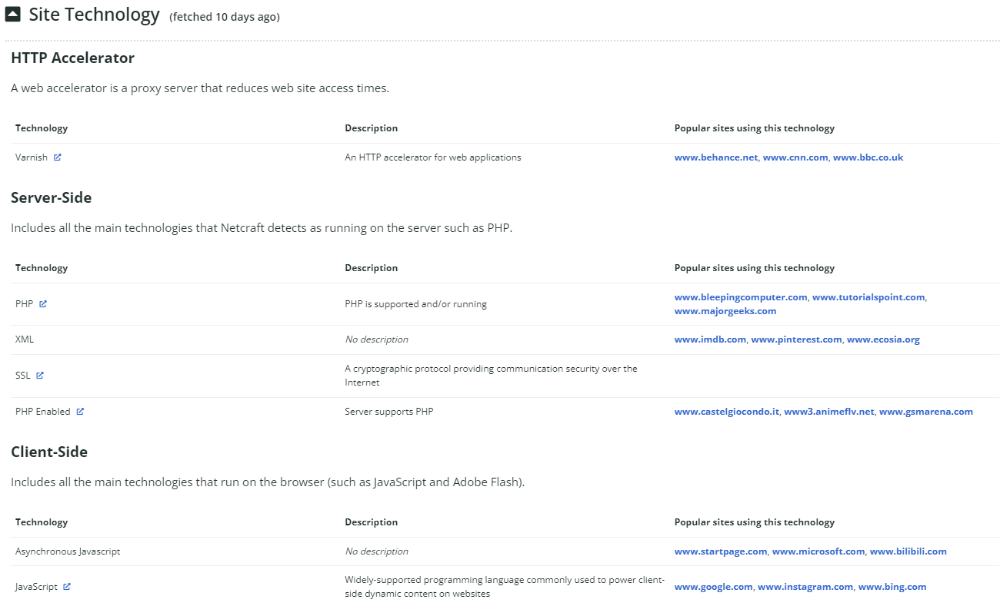 Site Technology (fetched 10 days ago)
HTTP Accelerator
A web accelerator is a proxy server that reduces web site access times.
Technology Description Popular sites using this technology
Varnish An HTTP accelerator for web applications www.behance.net, www.cnn.com, www.bbc.co.uk
Server-Side
Includes all the main technologies that Netcraft detects as running on the server such as PHP.
Technology Description Popular sites using this technology
PHP PHP is supported and/or running www.bleepingcomputer.com, www.tutorialspoint.com,
www.majorgeeks.com
XML No description www.imdb.com, www.pinterest.com, www.ecosia.org
SSL A cryptographic protocol providing communication security over the
Internet
PHP Enabled Server supports PHP www.castelgiocondo.it, www3.animeflv.net, www.gsmarena.com
Client-Side
Includes all the main technologies that run on the browser (such as JavaScript and Adobe Flash).
Technology Description Popular sites using this technology
Asynchronous Javascript No description www.startpage.com, www.microsoft.com, www.bilibili.com
JavaScript Widely-supported programming language commonly used to power client-
side dynamic content on websites www.google.com, www.instagram.com, www.bing.com